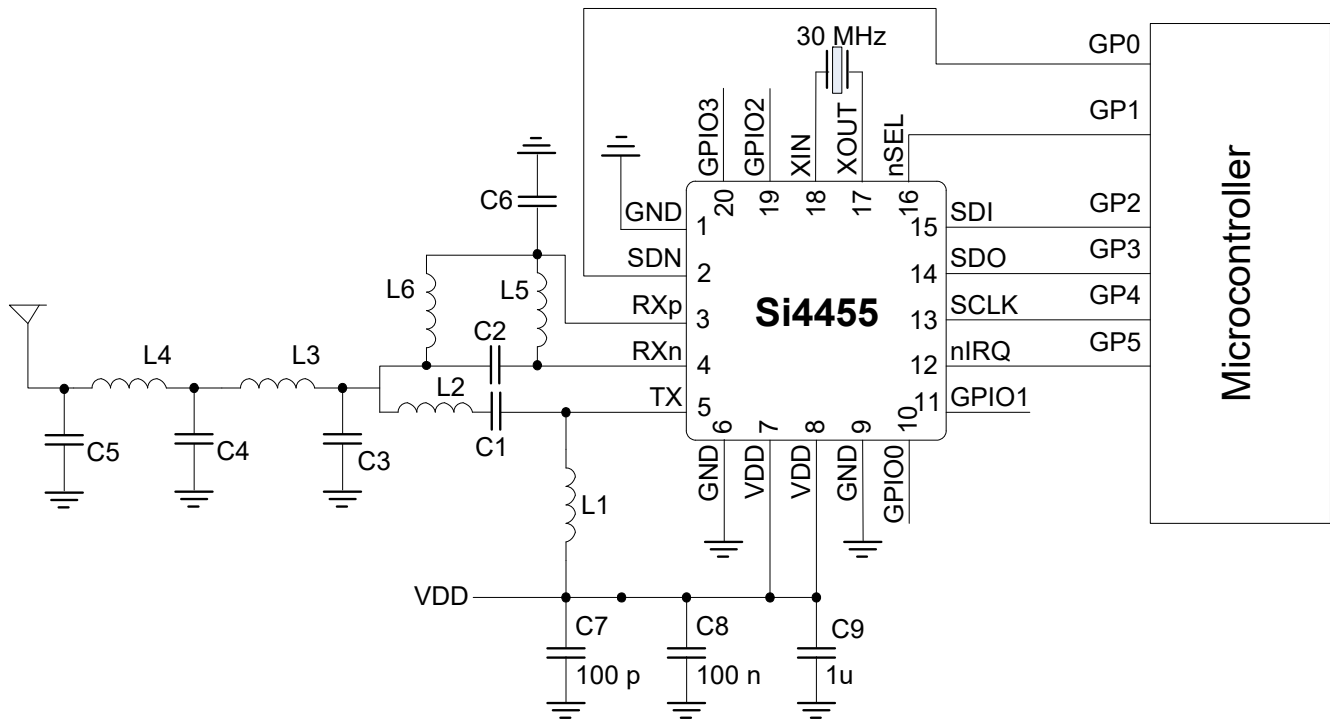 30 MHz
GP0
GPIO3
GPIO2
XIN
XOUT
nSEL
GP1
C6
GND
20
19
18
17
16
SDI
GP2
1
15
SDN
SDO
GP3
2
14
L6
L5
RXp
Si4455
SCLK
GP4
3
13
C2
RXn
nIRQ
GP5
4
12
L4
L3
L2
TX
GPIO1
5
11
C1
6
7
8
9
10
C5
C4
C3
GND
VDD
VDD
GND
GPIO0
L1
Microcontroller
VDD
C7
C8
C9
100 p
100 n
1u